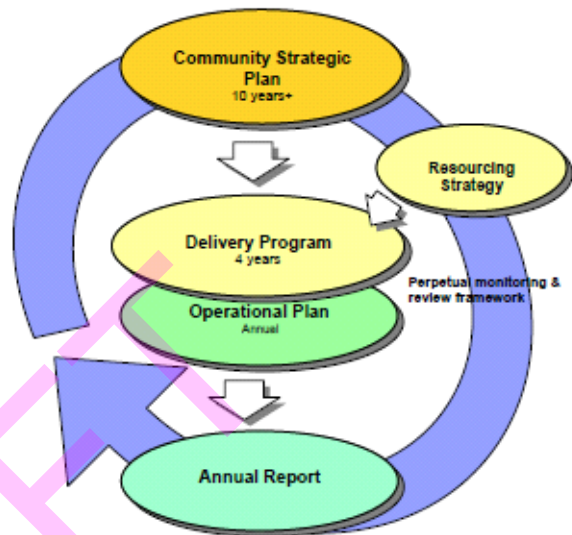 Community Strategic
Plan
10 years+
Resourcing
Strategy
Delivery Program
4 years
Perpetual monitoring &
review framework
Operational Plan
Annual
Annual Report